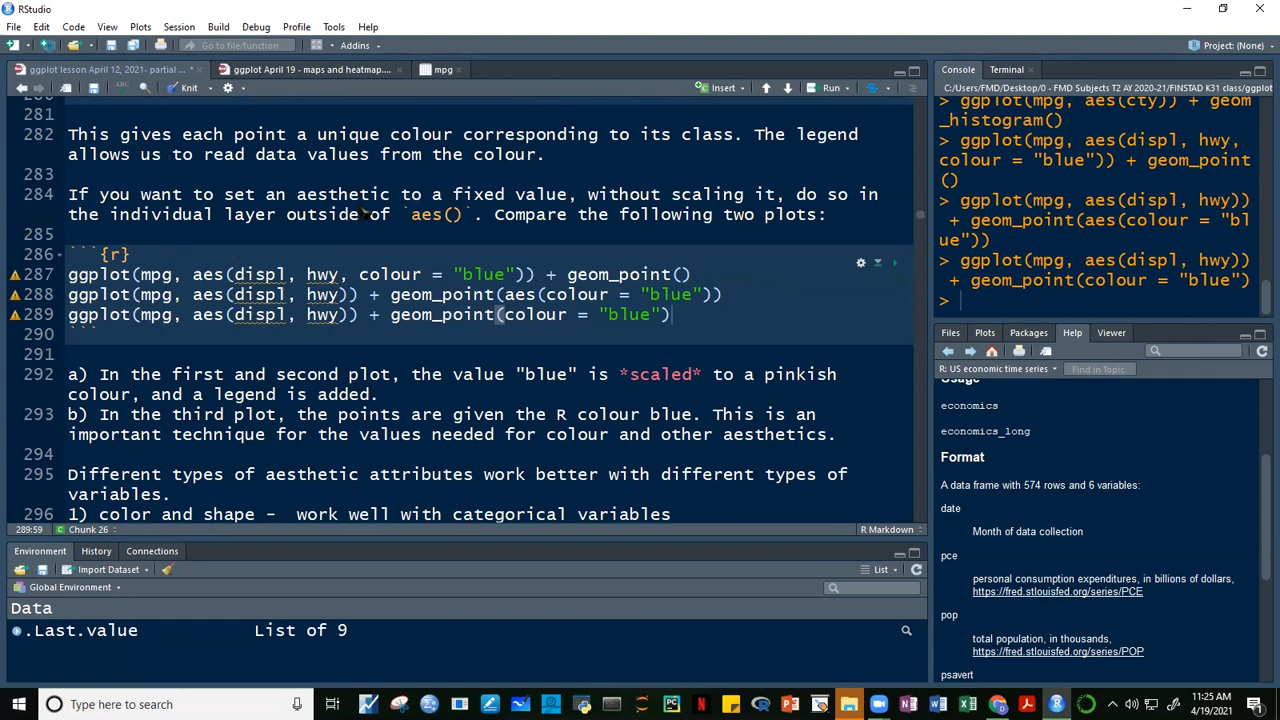 RStudio
File Edit Code View Plots Session Build Debug Profile Tools Help
Go to file/function Addins Project: (None)
ggplot lesson April 12, 2021- partial ... * ggplot April 19 - maps and heatmap.... mpg
Knit Insert Run
281
282 This gives each point a unique colour corresponding to its class. The legend
allows us to read data values from the colour.
283
284 If you want to set an aesthetic to a fixed value, without scaling it, do so in
the individual layer outside of `aes()`. Compare the following two plots:
285
286 ```{r}
287 ggplot(mpg, aes(displ, hwy, colour = "blue")) + geom_point()
288 ggplot(mpg, aes(displ, hwy)) + geom_point(aes(colour = "blue"))
289 ggplot(mpg, aes(displ, hwy)) + geom_point(colour = "blue")
290 ```
291
292 a) In the first and second plot, the value "blue" is *scaled* to a pinkish
colour, and a legend is added.
293 b) In the third plot, the points are given the R colour blue. This is an
important technique for the values needed for colour and other aesthetics.
294
295 Different types of aesthetic attributes work better with different types of
variables.
296 1) color and shape - work well with categorical variables
289:59 Chunk 26 R Markdown
Environment History Connections
Import Dataset List
Global Environment
Data
.Last.value List of 9
Console Terminal
C:/Users/FMD/Desktop/0 - FMD Subjects T2 AY 2020-21/FINSTAD K31 class/ggplot
> ggplot(mpg, aes(cty)) + geom
_histogram()
> ggplot(mpg, aes(displ, hwy,
colour = "blue")) + geom_point
()
> ggplot(mpg, aes(displ, hwy))
+ geom_point(aes(colour = "bl
ue"))
> ggplot(mpg, aes(displ, hwy))
+ geom_point(colour = "blue")
>
Files Plots Packages Help Viewer
R: US economic time series Find in Topic
Usage
economics
economics_long
Format
A data frame with 574 rows and 6 variables:
date
Month of data collection
pce
personal consumption expenditures, in billions of dollars,
https://fred.stlouisfed.org/series/PCE
pop
total population, in thousands,
https://fred.stlouisfed.org/series/POP
psavert
Type here to search
11:25 AM
4/19/2021